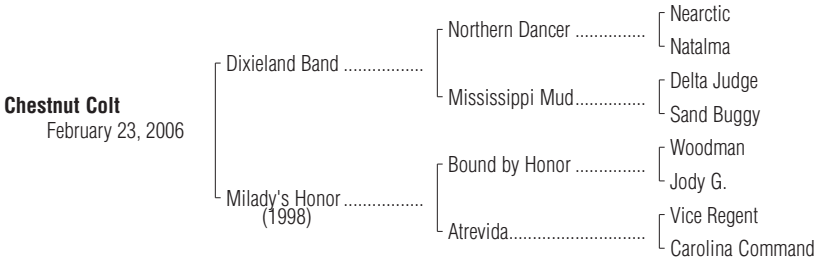 Nearctic
Northern Dancer ...............
Natalma
Dixieland Band .................
Delta Judge
Mississippi Mud...............
Sand Buggy
Chestnut Colt
February 23, 2006
Woodman
Bound by Honor ...............
Jody G.
Milady's Honor .................
(1998)
Vice Regent
Atrevida.............................
Carolina Command